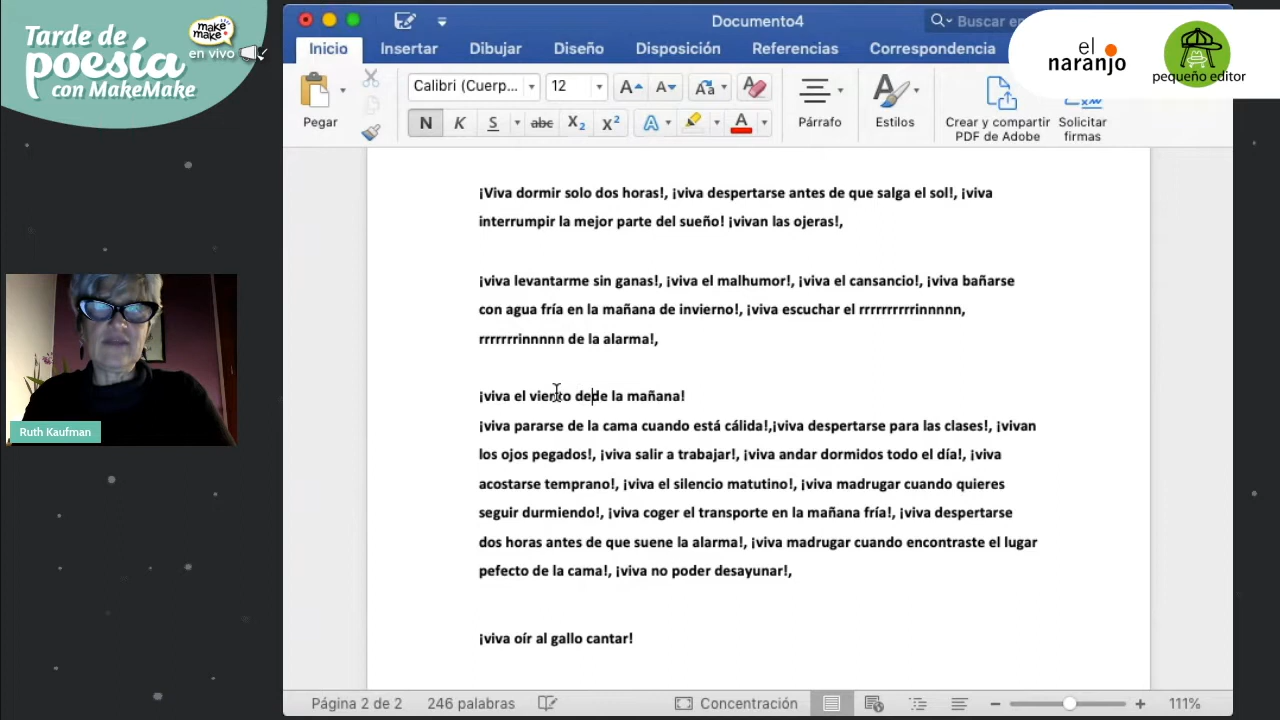 Tarde de
poesía
con MakeMake
make
make
en vivo
Documento4
Buscar en
el
naranjo
pequeño editor
Inicio
Insertar
Dibujar
Diseño
Disposición
Referencias
Correspondencia
Pegar
Calibri (Cuerp...
12
N K S abc X2 X2
Párrafo
Estilos
Crear y compartir
PDF de Adobe
Solicitar
firmas
¡Viva dormir solo dos horas!, ¡viva despertarse antes de que salga el sol!, ¡viva
interrumpir la mejor parte del sueño! ¡vivan las ojeras!,
¡viva levantarme sin ganas!, ¡viva el malhumor!, ¡viva el cansancio!, ¡viva bañarse
con agua fría en la mañana de invierno!, ¡viva escuchar el rrrrrrrrrrinnnnn,
rrrrrrrinnnnn de la alarma!,
¡viva el viento dede la mañana!
¡viva pararse de la cama cuando está cálida!,¡viva despertarse para las clases!, ¡vivan
los ojos pegados!, ¡viva salir a trabajar!, ¡viva andar dormidos todo el día!, ¡viva
acostarse temprano!, ¡viva el silencio matutino!, ¡viva madrugar cuando quieres
seguir durmiendo!, ¡viva coger el transporte en la mañana fría!, ¡viva despertarse
dos horas antes de que suene la alarma!, ¡viva madrugar cuando encontraste el lugar
pefecto de la cama!, ¡viva no poder desayunar!,
¡viva oír al gallo cantar!
Ruth Kaufman
Página 2 de 2
246 palabras
Concentración
111%